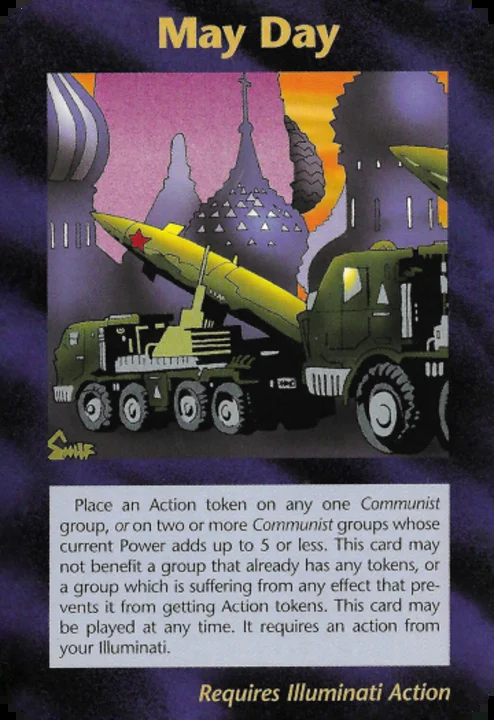 May Day
Place an Action token on any one Communist
group, or on two or more Communist groups whose
current Power adds up to 5 or less. This card may
not benefit a group that already has any tokens, or
a group which is suffering from any effect that pre-
vents it from getting Action tokens. This card may
be played at any time. It requires an action from
your Illuminati.
Requires Illuminati Action